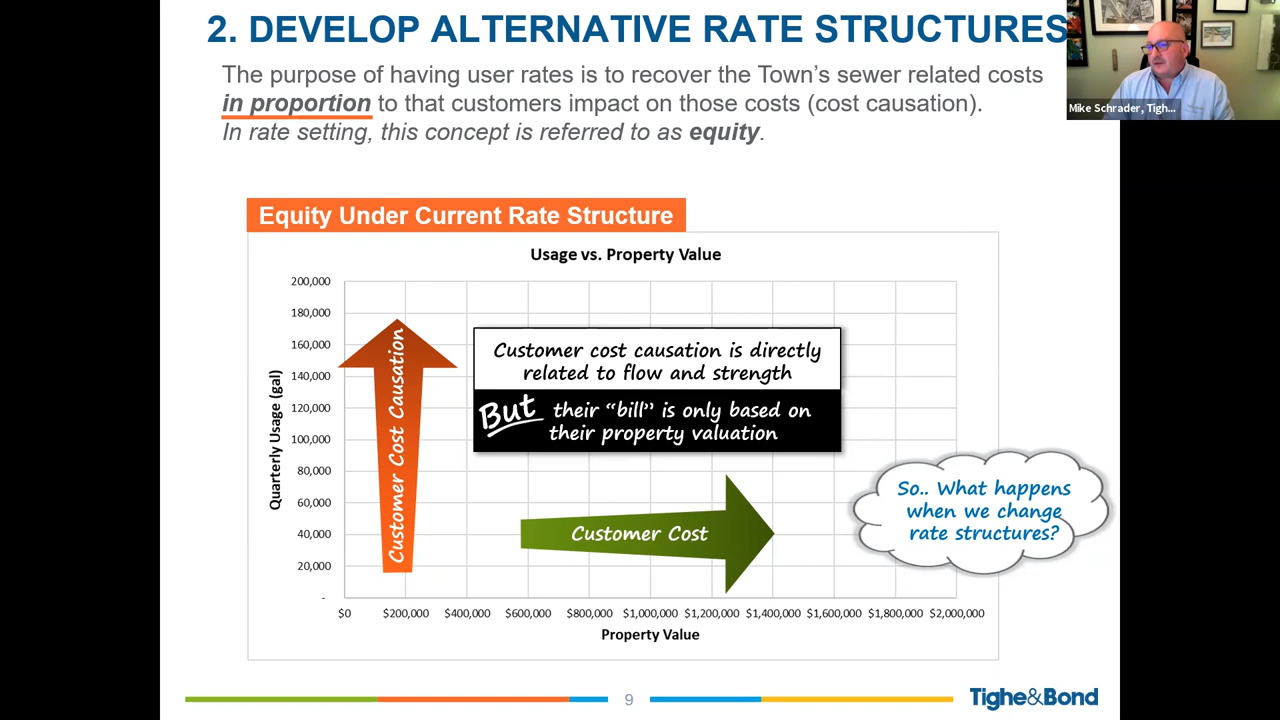 2. DEVELOP ALTERNATIVE RATE STRUCTURES
The purpose of having user rates is to recover the Town's sewer related costs
in proportion to that customers impact on those costs (cost causation).
In rate setting, this concept is referred to as equity.
Mike Schrader, Tigh...
Equity Under Current Rate Structure
Usage vs. Property Value
200,000
180,000
160,000
140,000
120,000
100,000
80,000
60,000
40,000
20,000
-
Quarterly Usage (gal)
Customer Cost Causation
Customer cost causation is directly
related to flow and strength
But their “bill” is only based on
their property valuation
Customer Cost
So.. What happens
when we change
rate structures?
$0 $200,000 $400,000 $600,000 $800,000 $1,000,000 $1,200,000 $1,400,000 $1,600,000 $1,800,000 $2,000,000
Property Value
9
Tighe&Bond